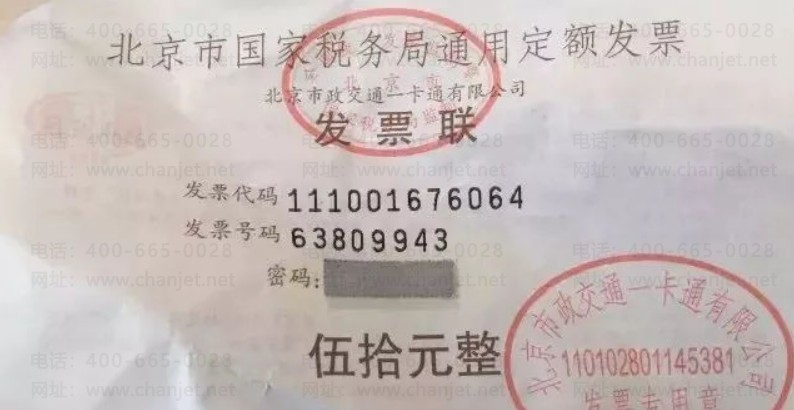 北京市国家税务局通用定额发票
北京市
北京市政交通一卡通有限公司
发票联
发票代码 111001676064
发票号码 63809943
密码:
伍拾元整
北京市政交通一卡通有限公司
110102801145381
发票专用章
电话: 400-665-0028
网址: www.chanjet.net